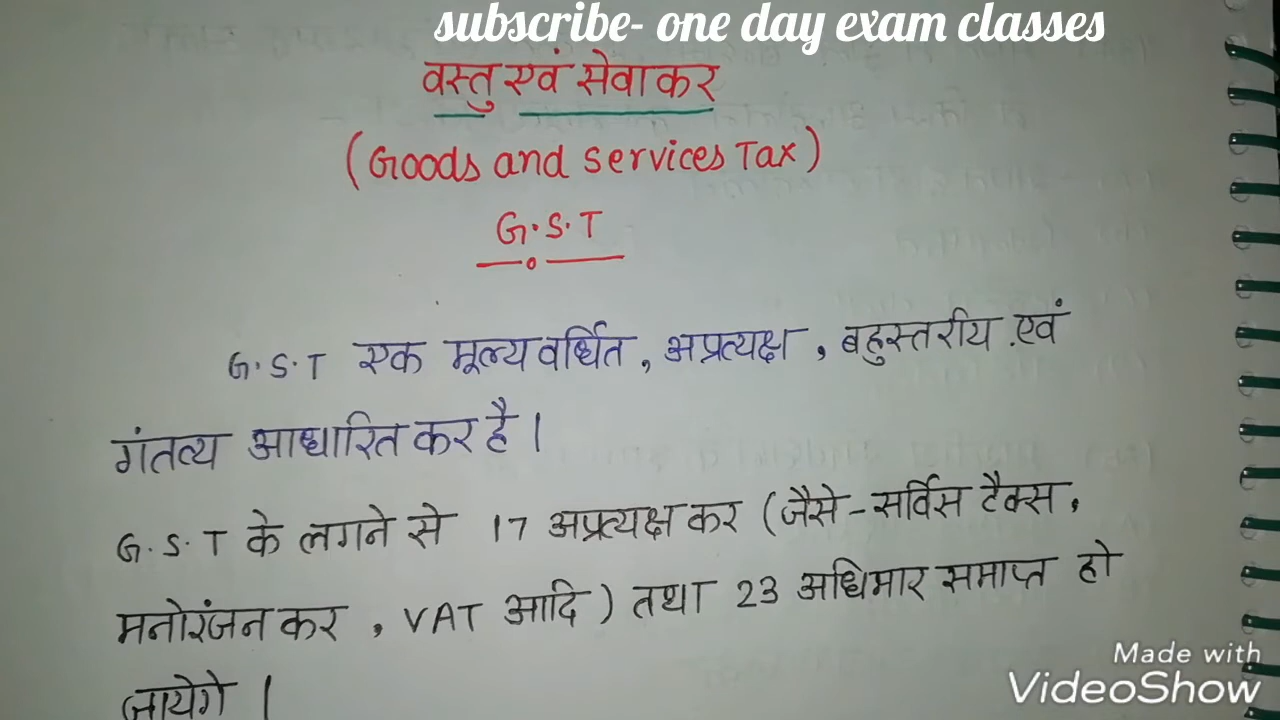 subscribe- one day exam classes
वस्तु एवं सेवा कर
(Goods and Services Tax)
G.S.T
G.S.T एक मूल्य वर्धित, अप्रत्यक्ष, बहुस्तरीय एवं
गंतव्य आधारित कर है।
G.S.T के लगने से 17 अप्रत्यक्ष कर (जैसे - सर्विस टैक्स,
मनोरंजन कर, VAT आदि) तथा 23 अधिभार समाप्त हो
जायेगे।
Made with
VideoShow